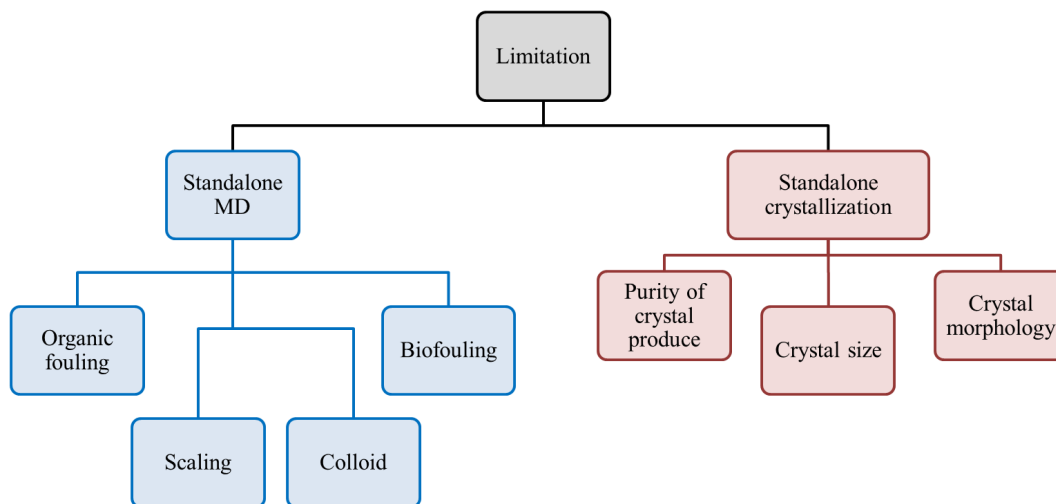 Limitation
Standalone
MD
Standalone
crystallization
Organic
fouling
Scaling
Colloid
Biofouling
Purity of
crystal
produce
Crystal size
Crystal
morphology